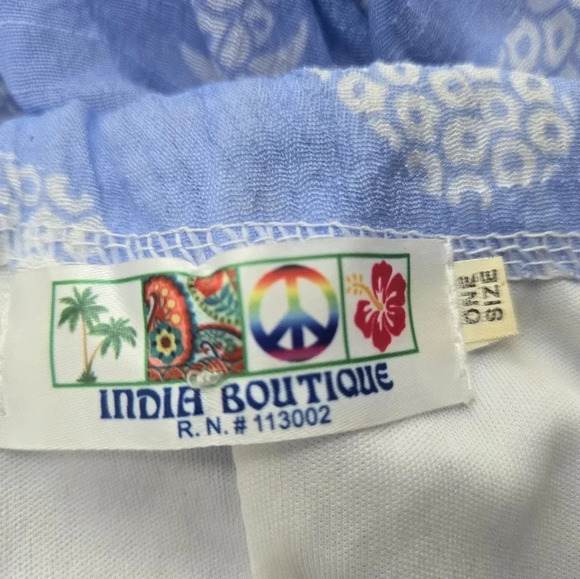 INDIA BOUTIQUE
R. N. # 113002
ONE
SIZE